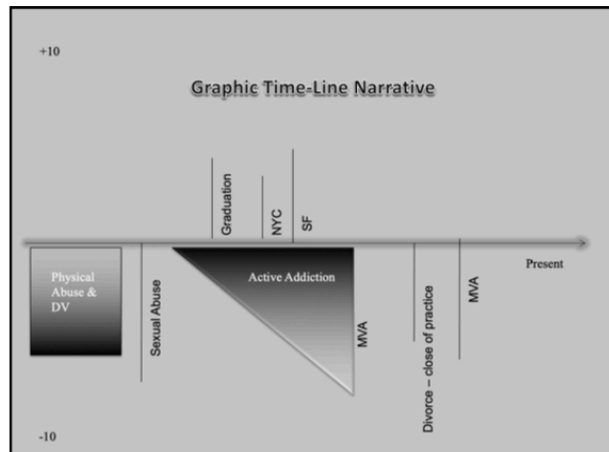 +10
Graphic Time-Line Narrative
Graduation
NYC
SF
Present
Physical
Abuse &
DV
Sexual Abuse
Active Addiction
MVA
Divorce – close of practice
MVA
-10